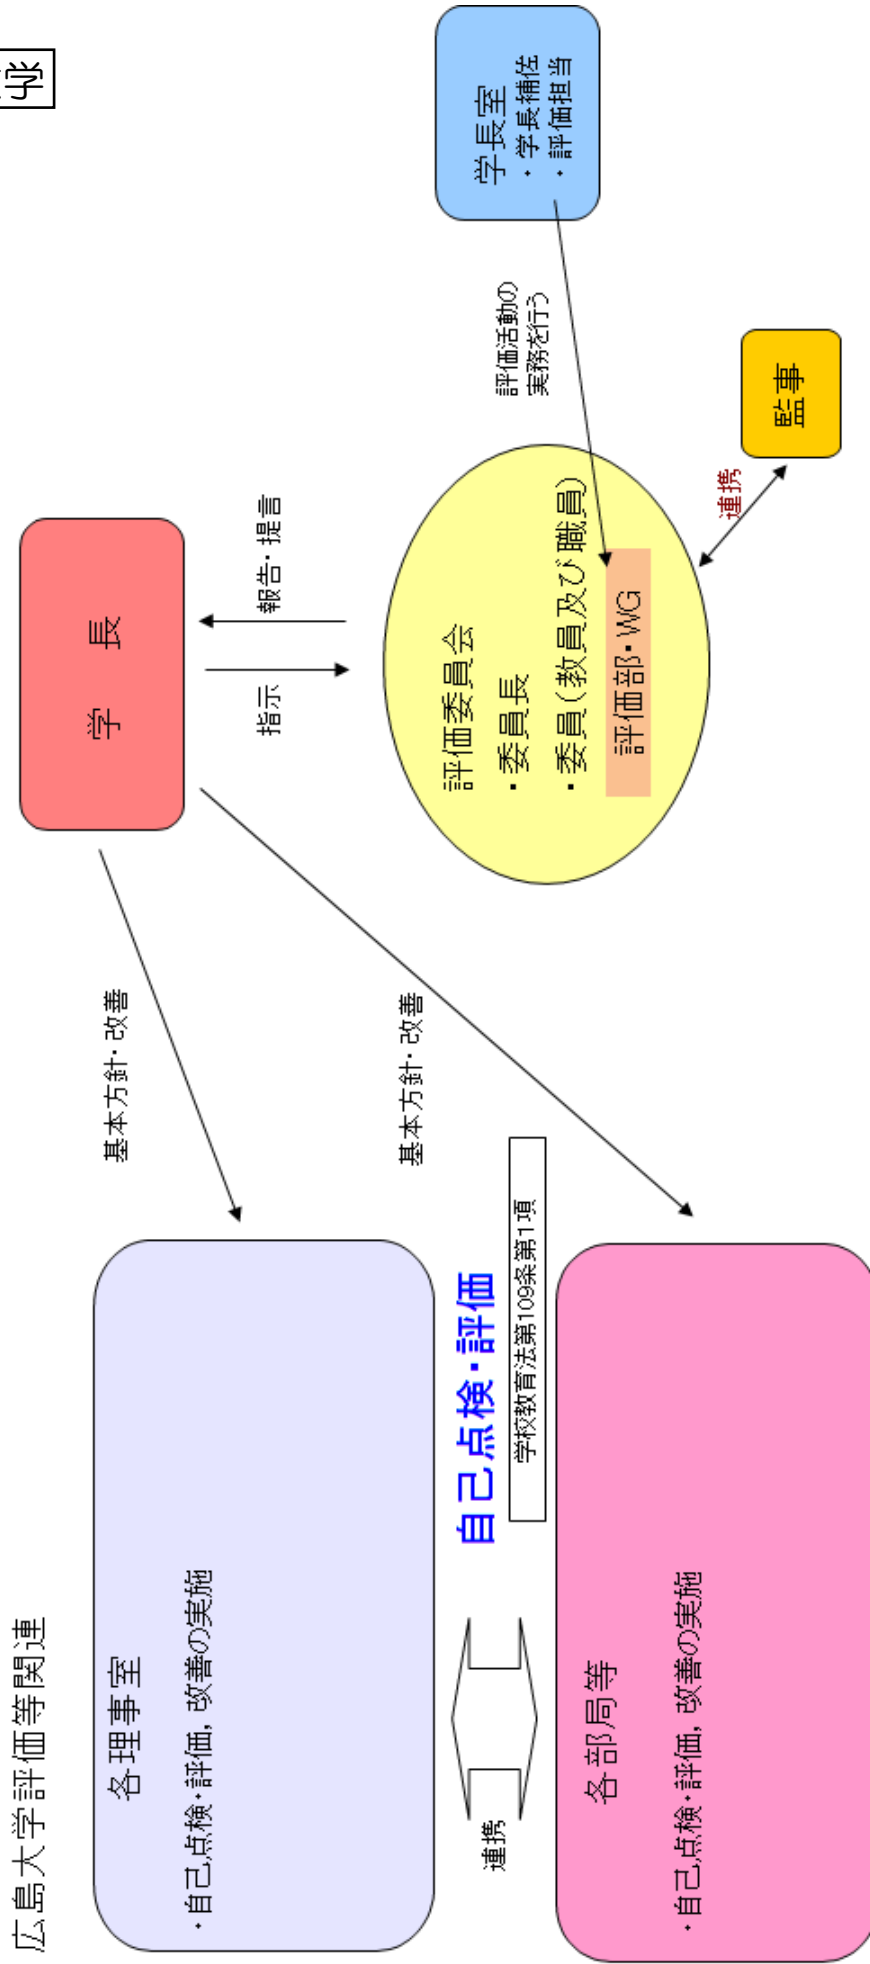 広島大学評価等関連
学
学 長
指示
報告・提言
基本方針・改善
基本方針・改善
各理事室
・自己点検・評価，改善の実施
連携
自己点検・評価
学校教育法第109条第1項
各部局等
・自己点検・評価，改善の実施
評価委員会
・委員長
・委員（教員及び職員）
評価部・WG
評価活動の
実務を行う
学長室
・学長補佐
・評価担当
連携
監事